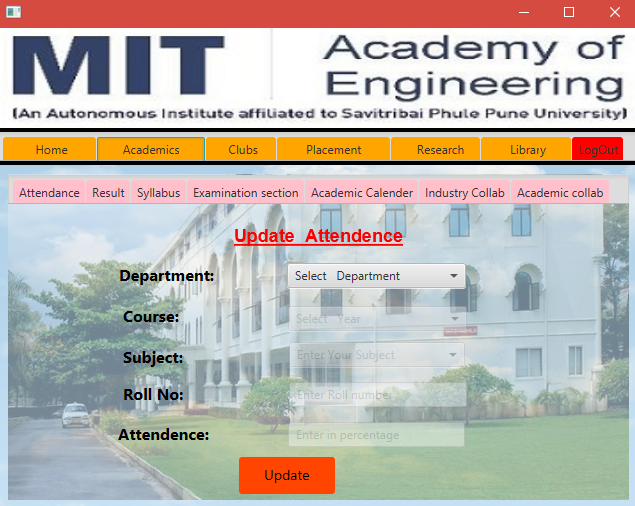 MIT Academy of
Engineering
(An Autonomous Institute affiliated to Savitribai Phule Pune University)
Home Academics Clubs Placement Research Library LogOut
Attendance Result Syllabus Examination section Academic Calender Industry Collab Academic collab
Update Attendence
Department: Select Department
Course: Select Year
Subject: Enter Your Subject
Roll No: Enter Roll number
Attendence: Enter in percentage
Update